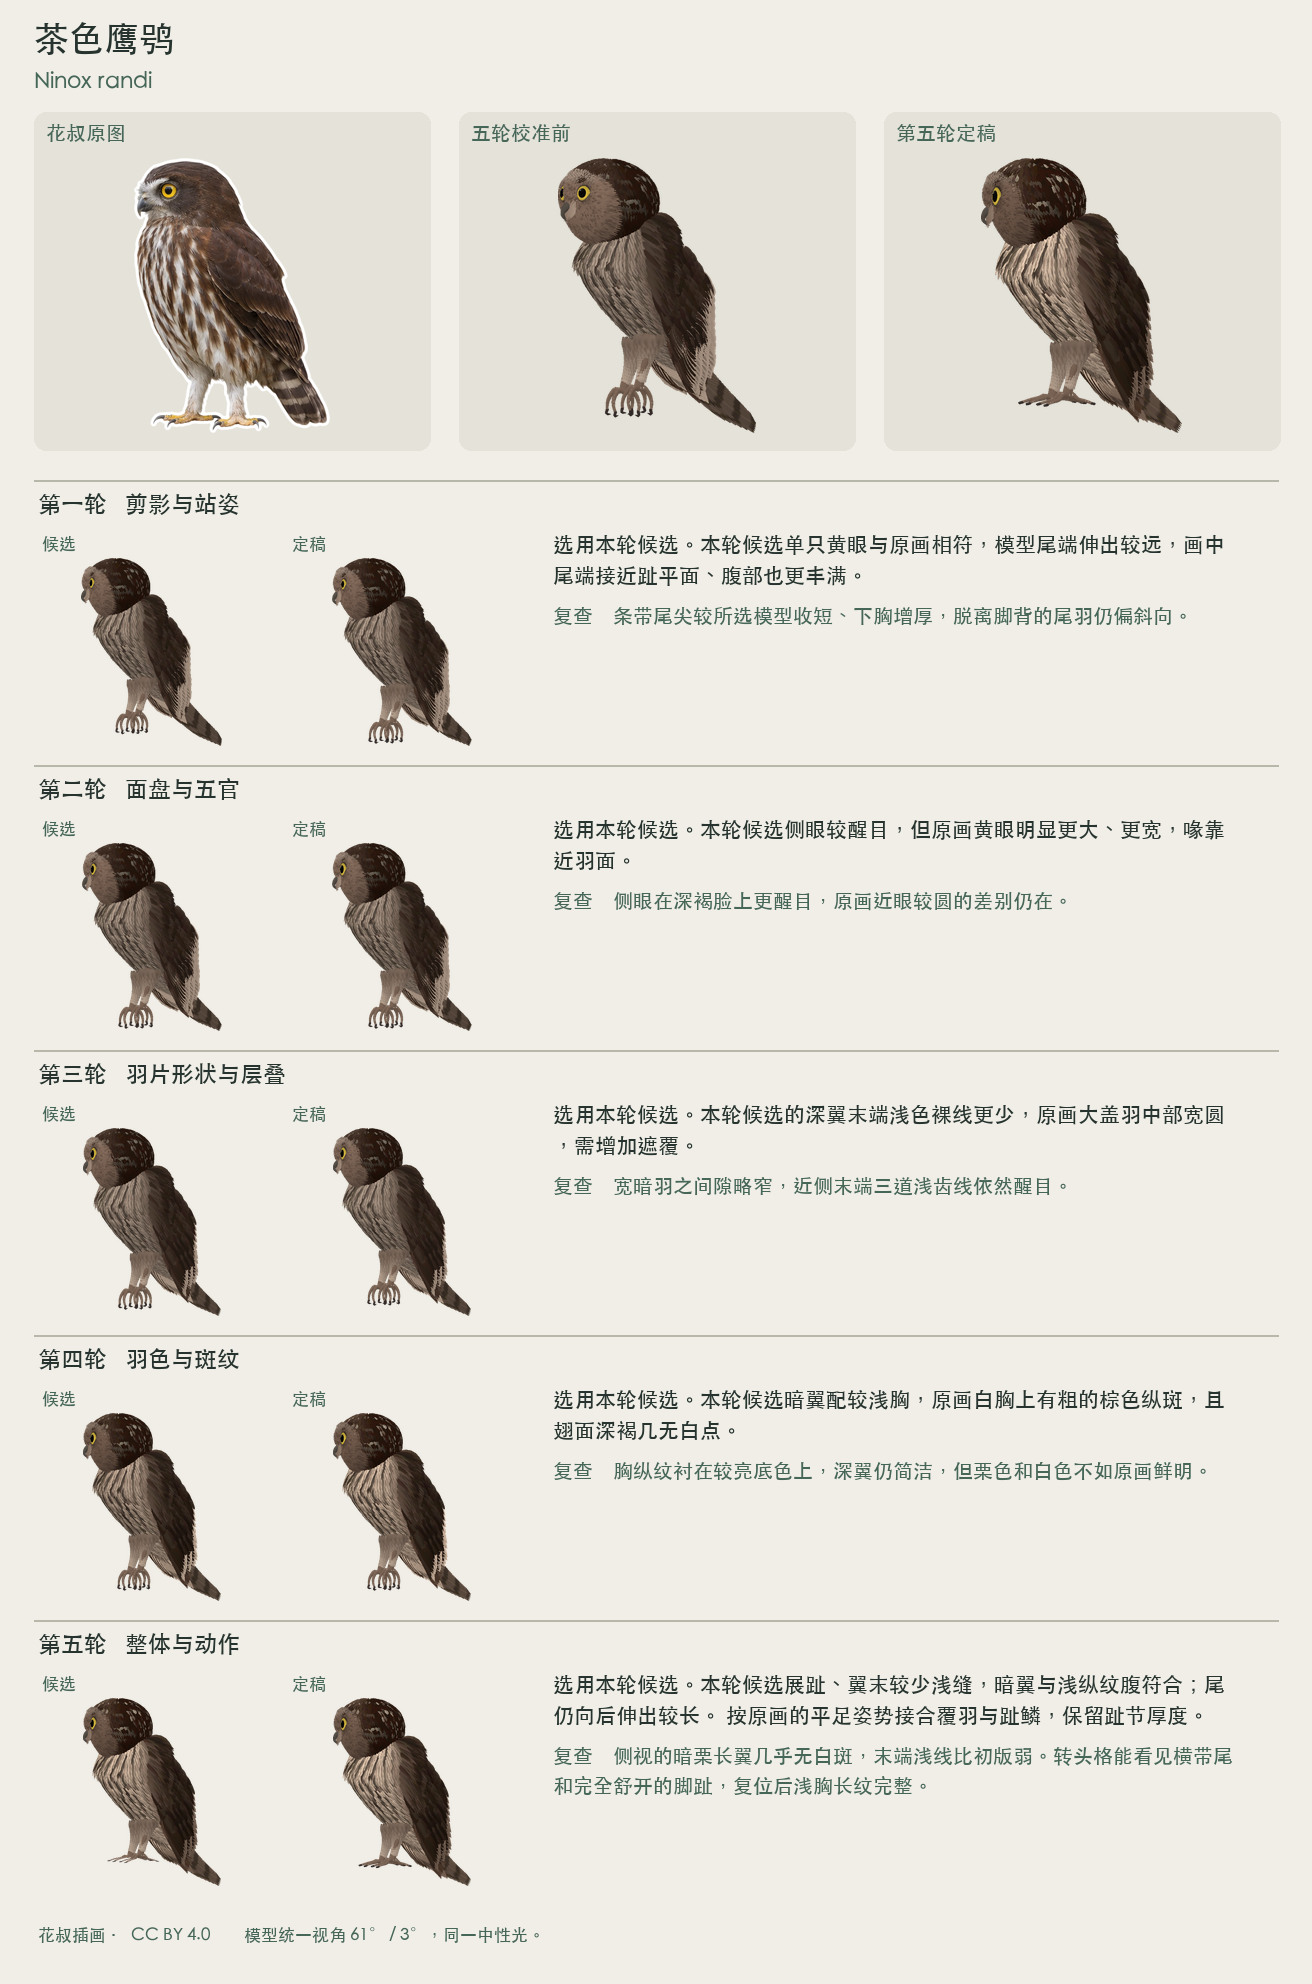 茶色鹰鸮
Ninox randi
花叔原图
五轮校准前
第五轮定稿
第一轮 剪影与站姿
候选
定稿
选用本轮候选。本轮候选单只黄眼与原画相符，模型尾端伸出较远，画中
尾端接近趾平面、腹部也更丰满。
复查 条带尾尖较所选模型收短、下胸增厚，脱离脚背的尾羽仍偏斜向。
第二轮 面盘与五官
候选
定稿
选用本轮候选。本轮候选侧眼较醒目，但原画黄眼明显更大、更宽，喙靠
近羽面。
复查 侧眼在深褐脸上更醒目，原画近眼较圆的差别仍在。
第三轮 羽片形状与层叠
候选
定稿
选用本轮候选。本轮候选的深翼末端浅色裸线更少，原画大盖羽中部宽圆
，需增加遮覆。
复查 宽暗羽之间隙略窄，近侧末端三道浅齿线依然醒目。
第四轮 羽色与斑纹
候选
定稿
选用本轮候选。本轮候选暗翼配较浅胸，原画白胸上有粗的棕色纵斑，且
翅面深褐几无白点。
复查 胸纵纹衬在较亮底色上，深翼仍简洁，但栗色和白色不如原画鲜明。
第五轮 整体与动作
候选
定稿
选用本轮候选。本轮候选展趾、翼末较少浅缝，暗翼与浅纵纹腹符合；尾
仍向后伸出较长。 按原画的平足姿势接合覆羽与趾鳞，保留趾节厚度。
复查 侧视的暗栗长翼几乎无白斑，末端浅线比初版弱。转头格能看见横带尾
和完全舒开的脚趾，复位后浅胸长纹完整。
花叔插画 · CC BY 4.0 模型统一视角 61° / 3° ，同一中性光。